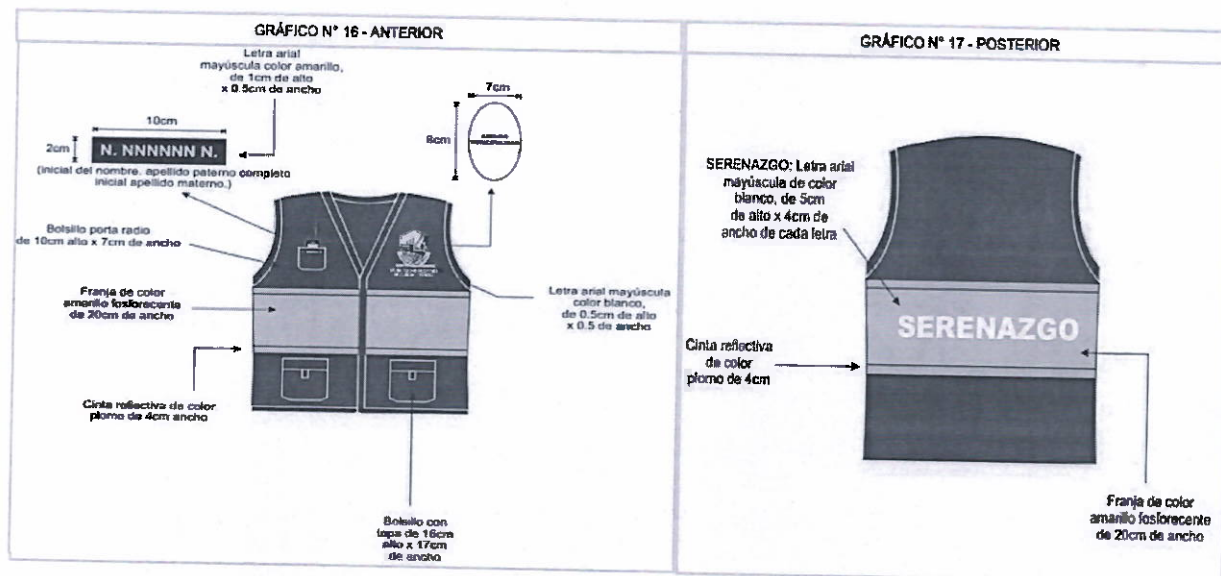 GRÁFICO N° 16 - ANTERIOR
Letra arial
mayúscula color amarillo,
de 1cm de alto
x 0.5cm de ancho
10cm
2cm
N. NNNNNN N.
(inicial del nombre. apellido paterno completo
inicial apellido materno.)
7cm
8cm
Bolsillo porta radio
de 10cm alto x 7cm de ancho
Franja de color
amarillo fosforecente
de 20cm de ancho
Letra arial mayúscula
color blanco,
de 0.5cm de alto
x 0.5 de ancho
Cinta reflectiva de color
plomo de 4cm ancho
Bolsillo con
tapa de 16cm
alto x 17cm
de ancho
GRÁFICO N° 17 - POSTERIOR
SERENAZGO: Letra arial
mayúscula de color
blanco, de 5cm
de alto x 4cm de
ancho de cada letra
SERENAZGO
Cinta reflectiva
de color
plomo de 4cm
Franja de color
amarillo fosforecente
de 20cm de ancho